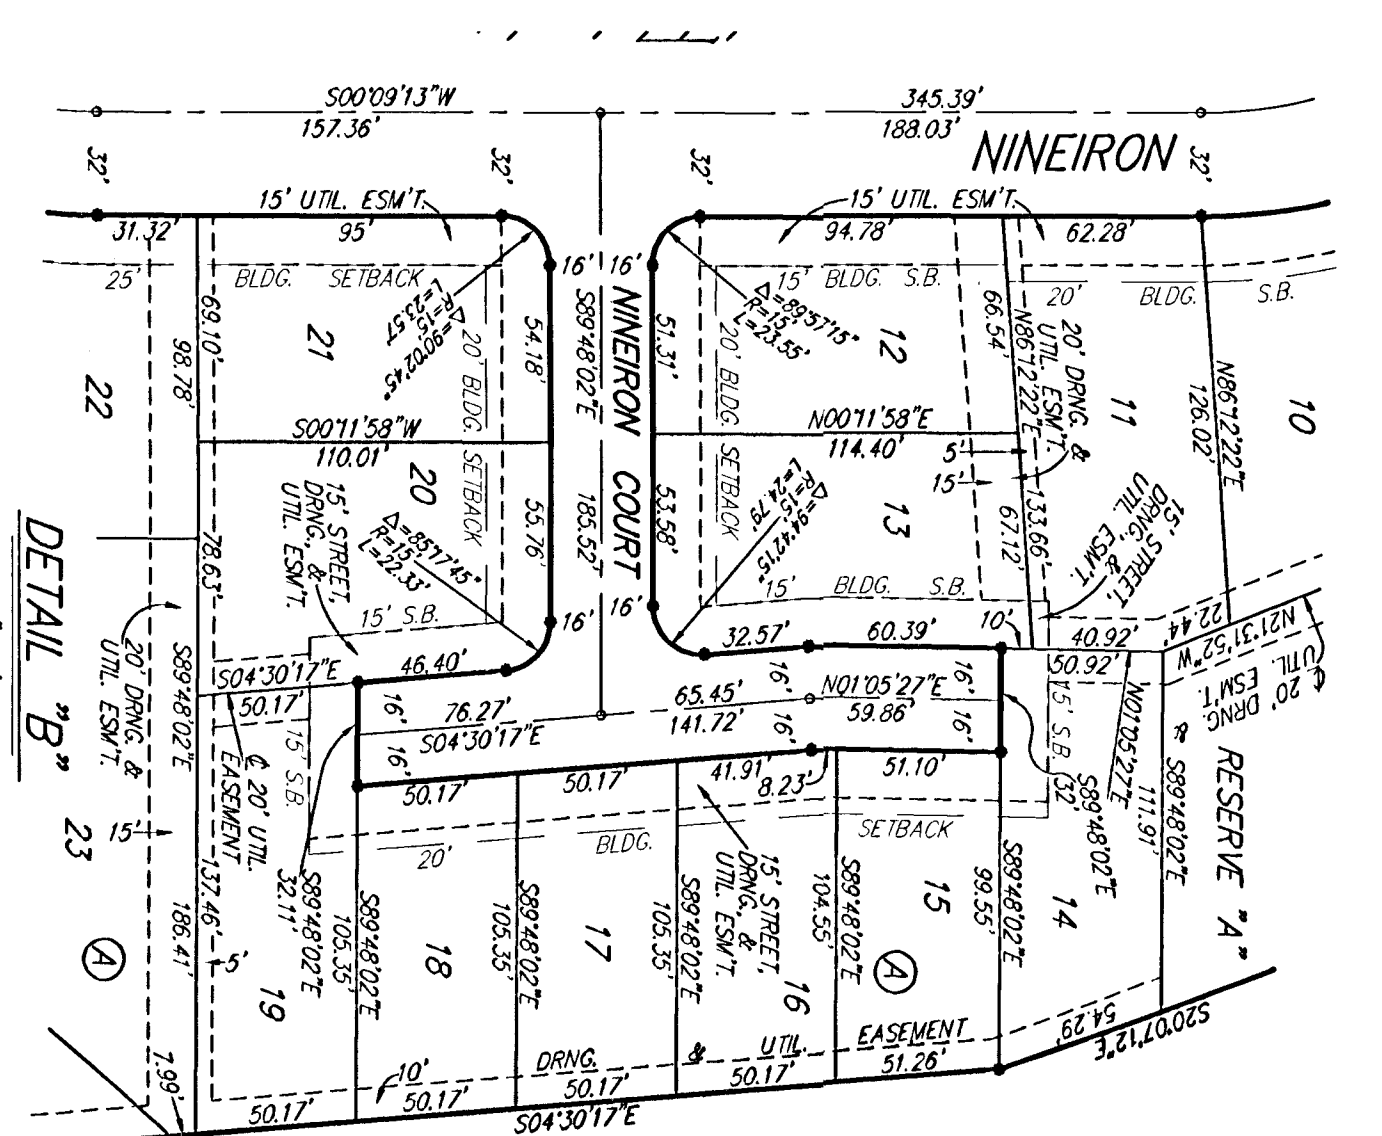 S00°09'13"W
157.36'
345.39'
188.03'
NINEIRON
32'
32'
32'
32'
15' UTIL. ESM'T.
15' UTIL. ESM'T.
31.32'
95'
94.78'
62.28'
25'
BLDG. SETBACK
16'
16'
15' BLDG. S.B.
20' BLDG. S.B.
Δ=90°02'45"
R=15'
L=23.57
Δ=89°57'15"
R=15'
L=23.55'
69.10'
98.78'
21
22
20' BLDG. SETBACK
54.18'
S89°48'02"E
185.52'
NINEIRON COURT
51.31'
20' BLDG. SETBACK
12
66.54'
N86°12'22"E
133.66'
20' DRNG. &
UTIL. ESM'T.
11
N86°12'22"E
126.02'
10
S00°11'58"W
110.01'
N00°11'58"E
114.40'
5'
15'
20
15' STREET,
DRNG., &
UTIL. ESM'T.
Δ=85°17'45"
R=15'
L=22.33'
55.76'
53.58'
Δ=94°42'15"
R=15'
L=24.79'
13
67.12'
15' STREET,
DRNG., &
UTIL. ESM'T.
78.63'
15' S.B.
16'
16'
15' BLDG. S.B.
10'
22.44'
N21°31'52"W
₵ 20' DRNG. &
UTIL. ESM'T.
DETAIL "B"
20' DRNG. &
UTIL. ESM'T.
S89°48'02"E
186.41'
S04°30'17"E
50.17'
46.40'
32.57'
60.39'
40.92'
50.92'
N01°05'27"E
16'
16'
76.27'
S04°30'17"E
65.45'
141.72'
16'
16'
N01°05'27"E
59.86'
16'
16'
15' S.B.
(32')
S89°48'02"E
S89°48'02"E
111.91'
RESERVE "A"
15' S.B.
₵ 20' UTIL.
EASEMENT
50.17'
50.17'
41.91'
8.23'
51.10'
23
15'
20' BLDG. SETBACK
137.46'
5'
19
S89°48'02"E
32.11'
S89°48'02"E
105.35'
18
S89°48'02"E
105.35'
17
S89°48'02"E
105.35'
15' STREET,
DRNG., &
UTIL. ESM'T.
16
S89°48'02"E
104.55'
15
S89°48'02"E
99.55'
14
A
A
S20°07'12"E
54.29'
10' DRNG. & UTIL. EASEMENT
7.99'
50.17'
50.17'
50.17'
50.17'
51.26'
S04°30'17"E